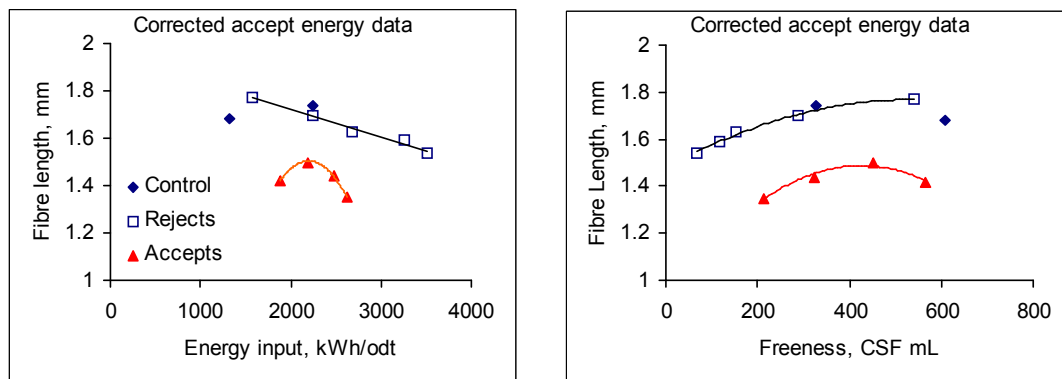 Corrected accept energy data
2
1.8
1.6
1.4
1.2
1
Fibre length, mm
Control
Rejects
Accepts
0 1000 2000 3000 4000
Energy input, kWh/odt
Corrected accept energy data
2
1.8
1.6
1.4
1.2
1
Fibre Length, mm
0 200 400 600 800
Freeness, CSF mL